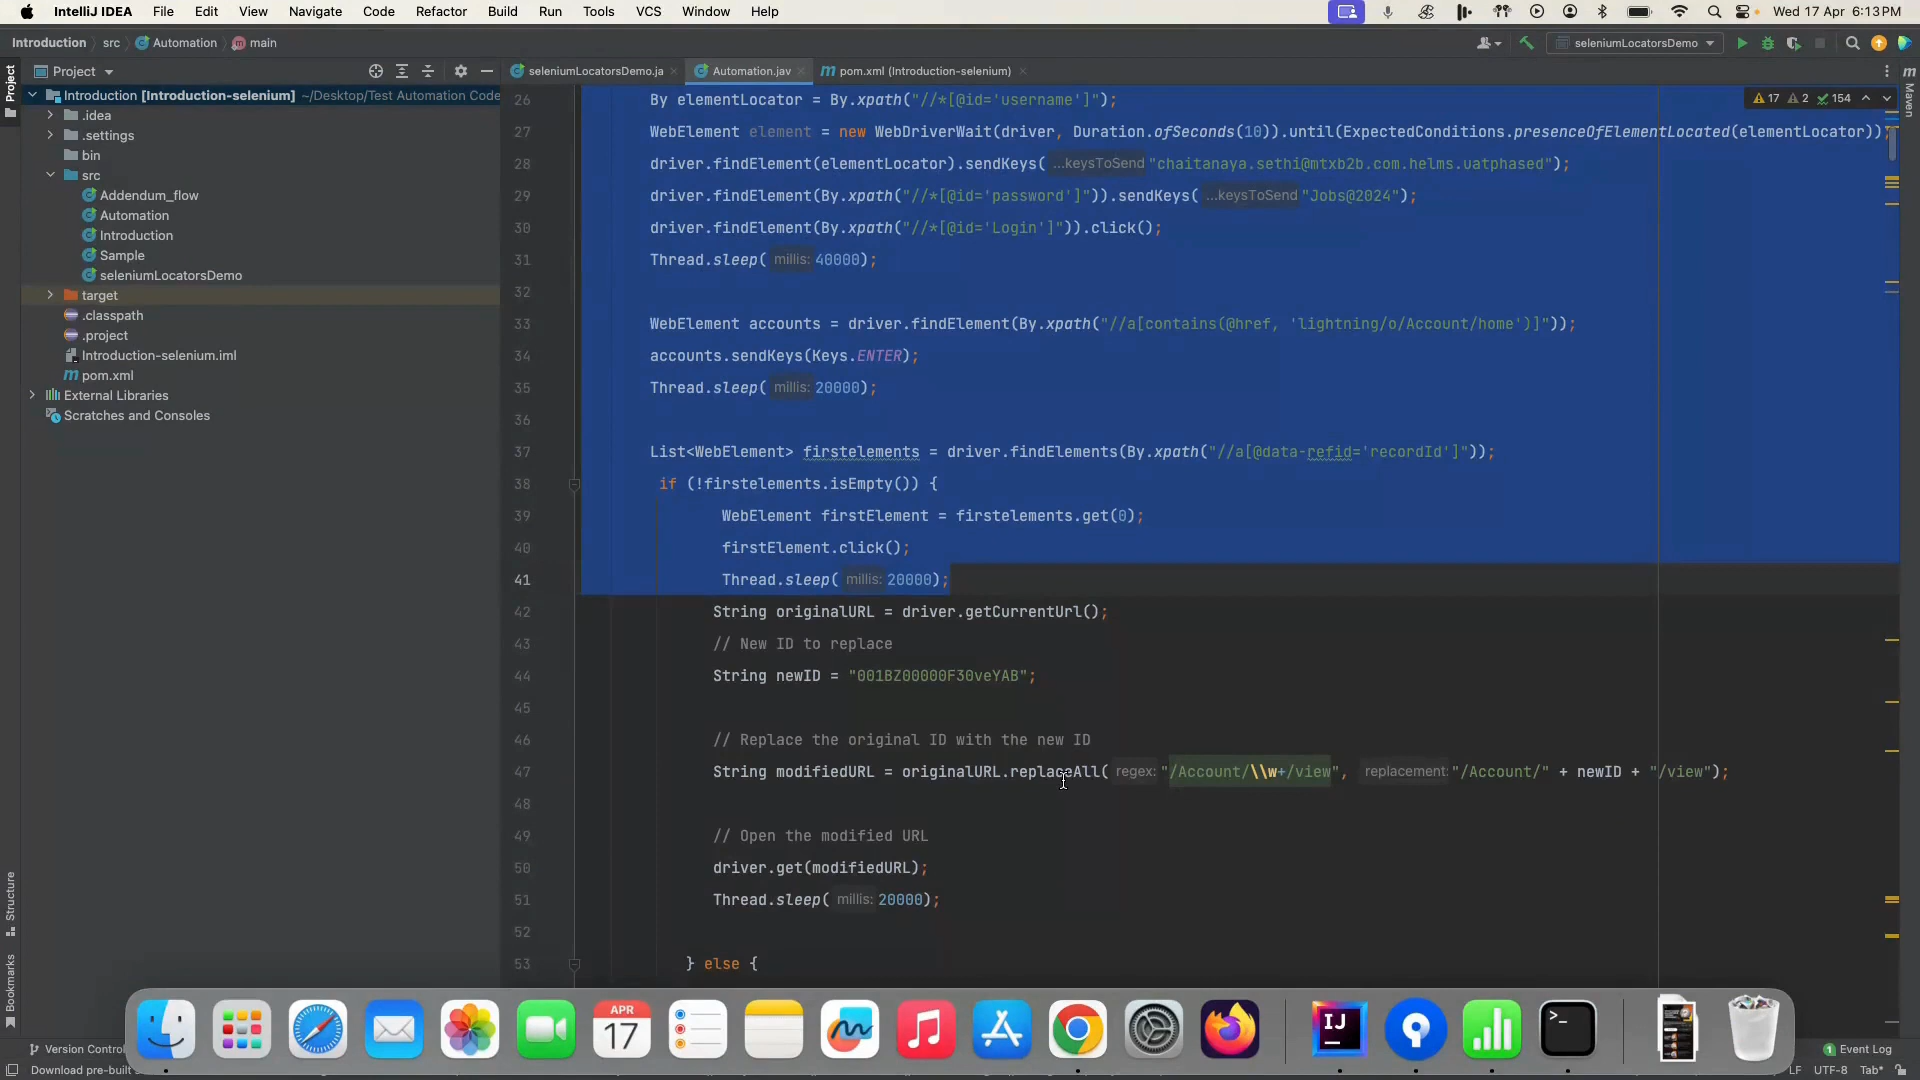 IntelliJ IDEA File Edit View Navigate Code Refactor Build Run Tools VCS Window Help Wed 17 Apr 6:13PM
Introduction src Automation main seleniumLocatorsDemo
Project Project seleniumLocatorsDemo.ja Automation.jav pom.xml (Introduction-selenium) Maven
Introduction [Introduction-selenium] ~/Desktop/Test Automation Code
.idea
.settings
bin
src
Addendum_flow
Automation
Introduction
Sample
seleniumLocatorsDemo
target
.classpath
.project
Introduction-selenium.iml
pom.xml
External Libraries
Scratches and Consoles
17 2 154
26 By elementLocator = By.xpath("//*[@id='username']");
27 WebElement element = new WebDriverWait(driver, Duration.ofSeconds(10)).until(ExpectedConditions.presenceOfElementLocated(elementLocator));
28 driver.findElement(elementLocator).sendKeys( ...keysToSend "chaitanaya.sethi@mtxb2b.com.helms.uatphased");
29 driver.findElement(By.xpath("//*[@id='password']")).sendKeys( ...keysToSend "Jobs@2024");
30 driver.findElement(By.xpath("//*[@id='Login']")).click();
31 Thread.sleep( millis: 40000);
32
33 WebElement accounts = driver.findElement(By.xpath("//a[contains(@href, 'lightning/o/Account/home')]"));
34 accounts.sendKeys(Keys.ENTER);
35 Thread.sleep( millis: 20000);
36
37 List<WebElement> firstelements = driver.findElements(By.xpath("//a[@data-refid='recordId']"));
38 if (!firstelements.isEmpty()) {
39 WebElement firstElement = firstelements.get(0);
40 firstElement.click();
41 Thread.sleep( millis: 20000);
42 String originalURL = driver.getCurrentUrl();
43 // New ID to replace
44 String newID = "001BZ00000F30veYAB";
45
46 // Replace the original ID with the new ID
47 String modifiedURL = originalURL.replaceAll( regex: "/Account/\\w+/view", replacement: "/Account/" + newID + "/view");
48
49 // Open the modified URL
50 driver.get(modifiedURL);
51 Thread.sleep( millis: 20000);
52
53 } else {
Structure
Bookmarks
APR
17
IJ
>_
Version Control Event Log
Download pre-built LF UTF-8 Tab*